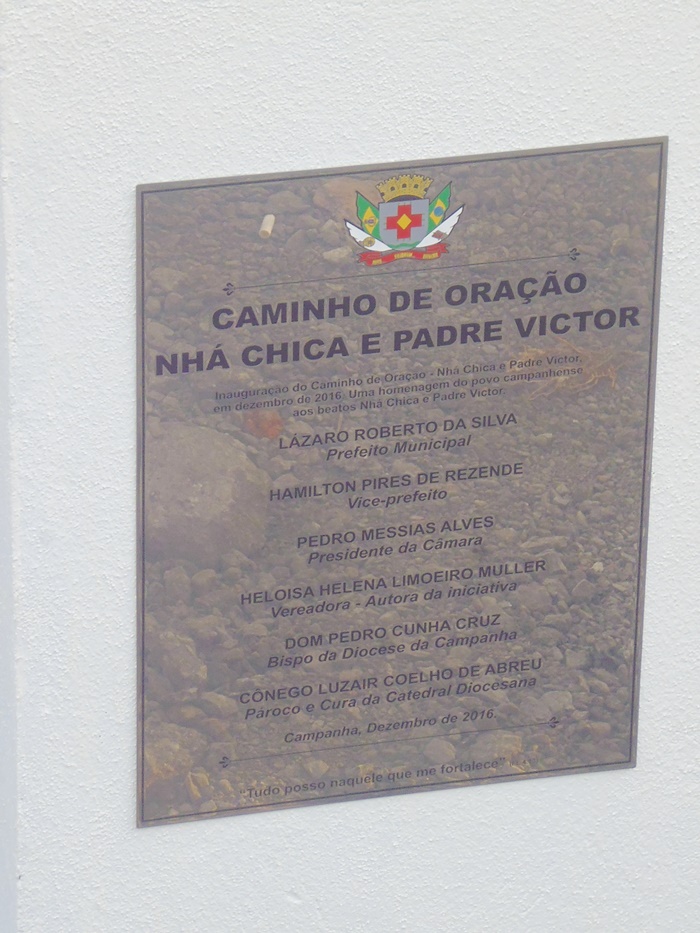 CAMINHO DE ORAÇÃO
NHÁ CHICA E PADRE VICTOR
Inauguração do Caminho de Oração - Nhá Chica e Padre Victor,
em dezembro de 2016. Uma homenagem do povo campanhense
aos beatos Nhá Chica e Padre Victor.
LÁZARO ROBERTO DA SILVA
Prefeito Municipal
HAMILTON PIRES DE REZENDE
Vice-prefeito
PEDRO MESSIAS ALVES
Presidente da Câmara
HELOISA HELENA LIMOEIRO MULLER
Vereadora - Autora da iniciativa
DOM PEDRO CUNHA CRUZ
Bispo da Diocese da Campanha
CÔNEGO LUZAIR COELHO DE ABREU
Pároco e Cura da Catedral Diocesana
Campanha, Dezembro de 2016.
"Tudo posso naquele que me fortalece"